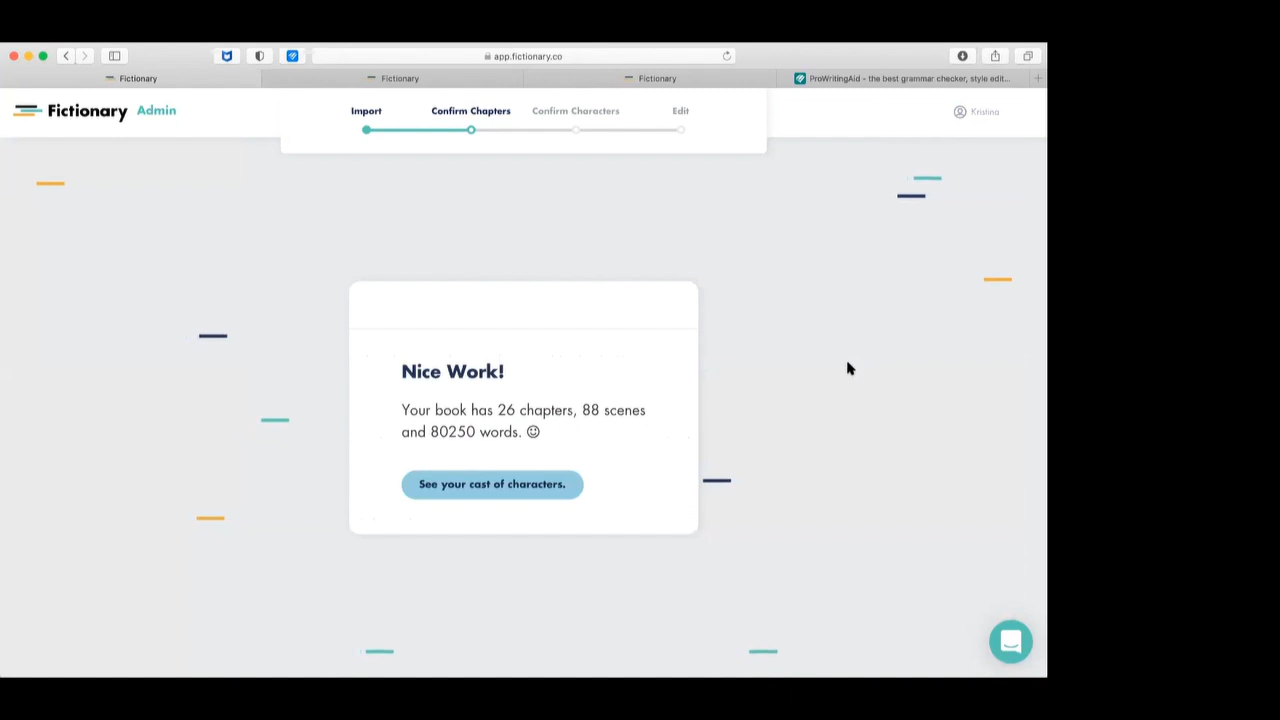 app.fictionary.co
Fictionary
Fictionary
Fictionary
ProWritingAid - the best grammar checker, style edit...
Fictionary Admin
Import
Confirm Chapters
Confirm Characters
Edit
Kristina
Nice Work!
Your book has 26 chapters, 88 scenes
and 80250 words. ☺
See your cast of characters.